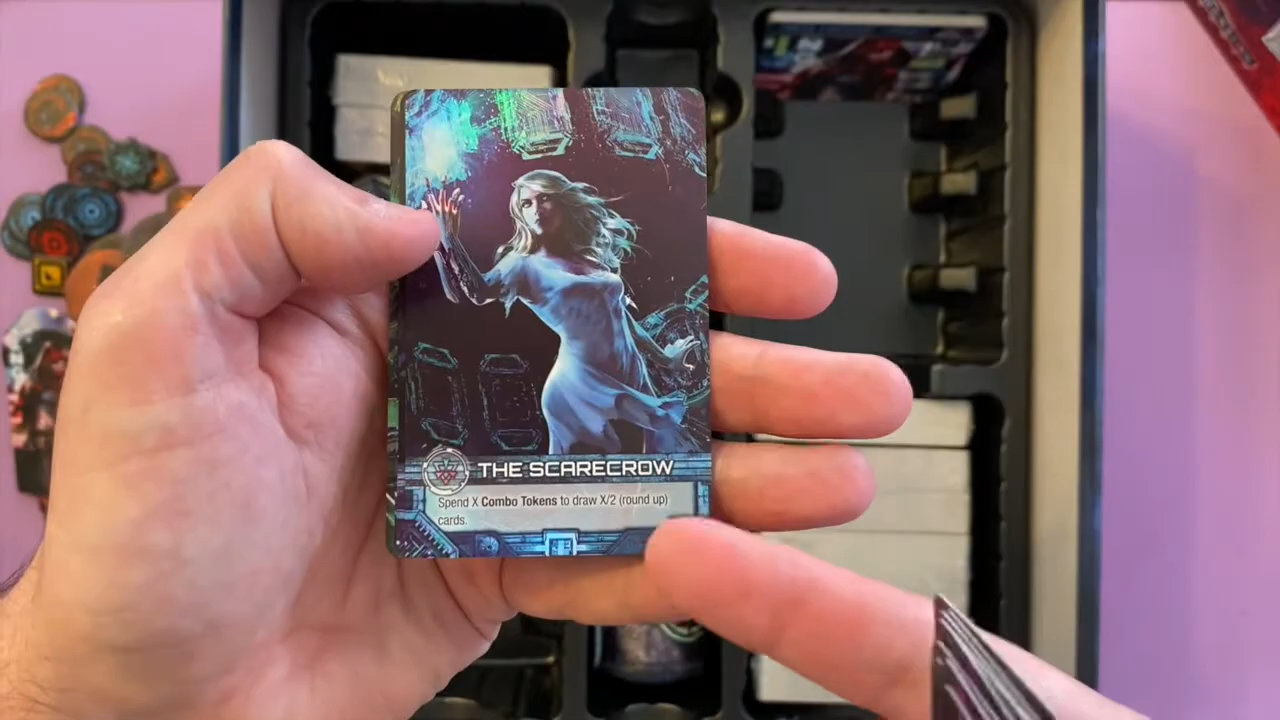 THE SCARECROW
Spend X Combo Tokens to draw X/2 (round up)
cards.